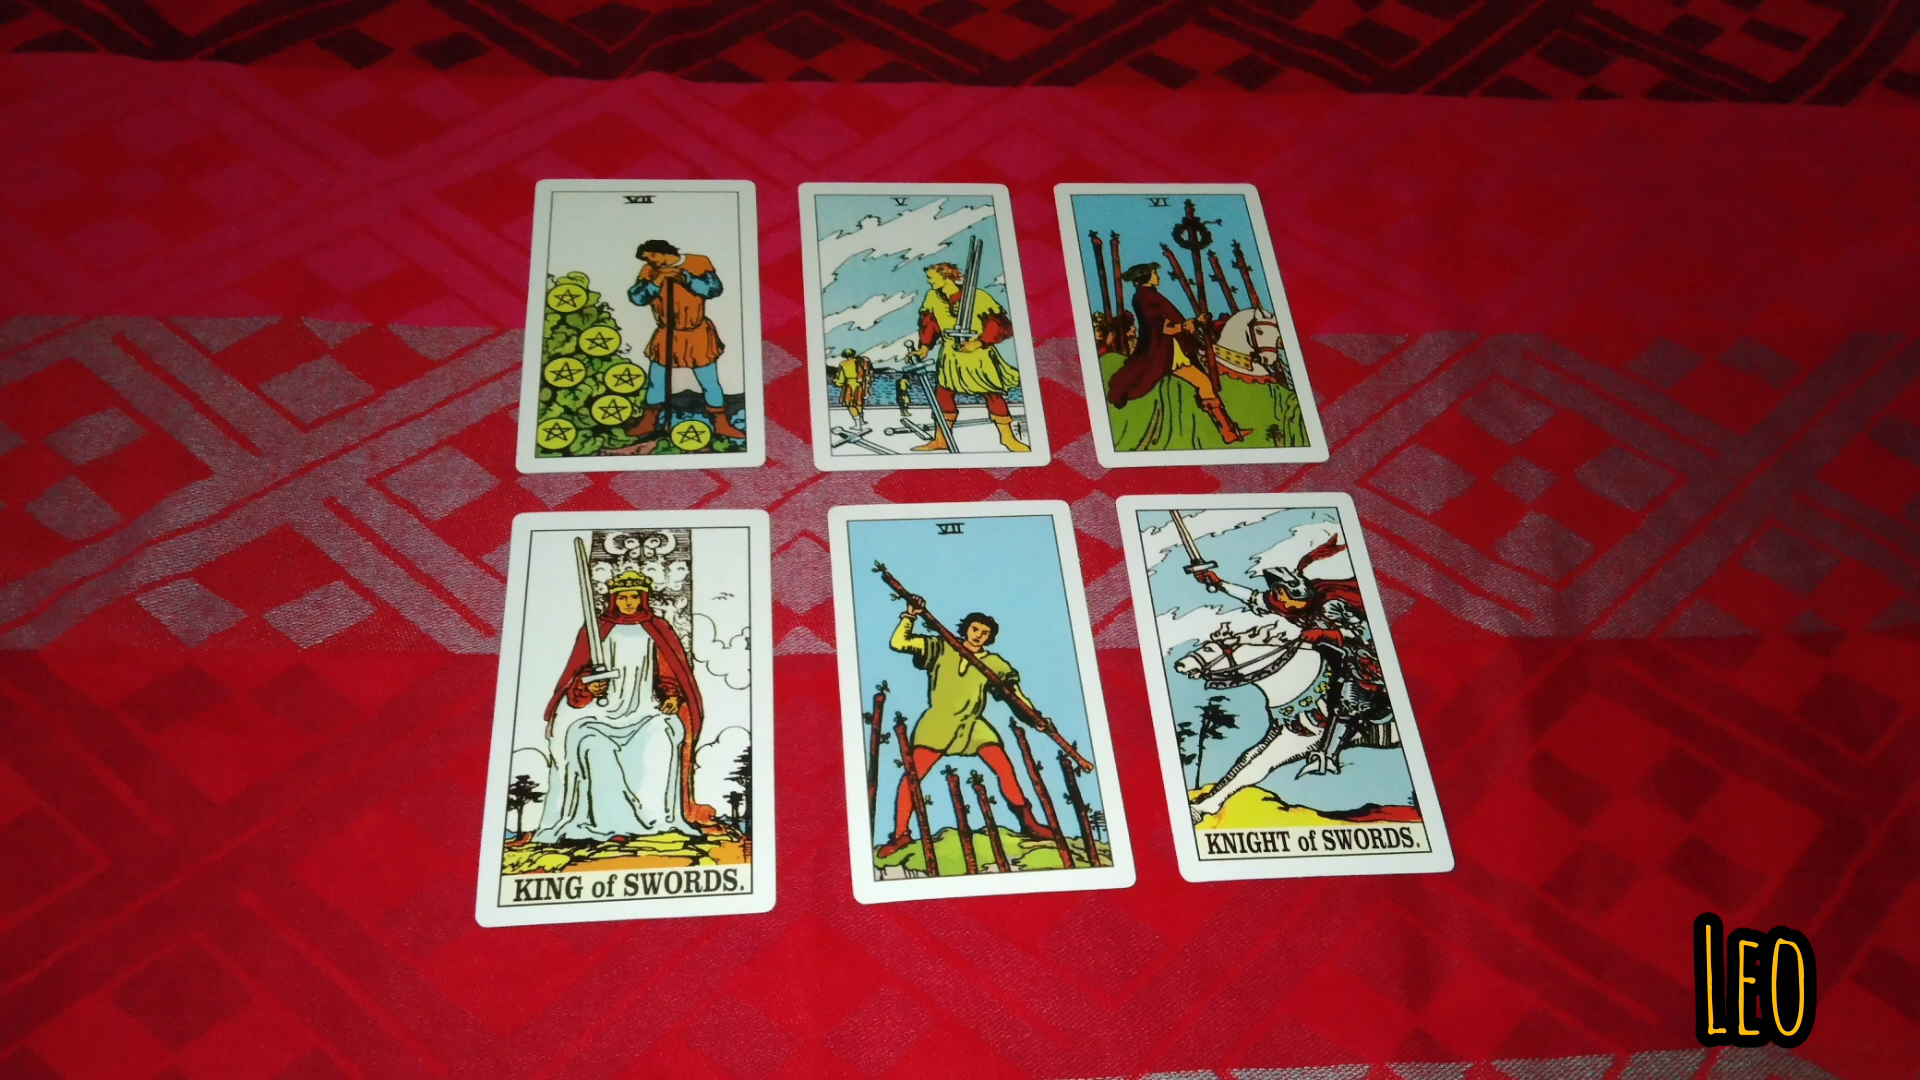 VII
V
VI
KING of SWORDS.
VII
KNIGHT of SWORDS.
LEO